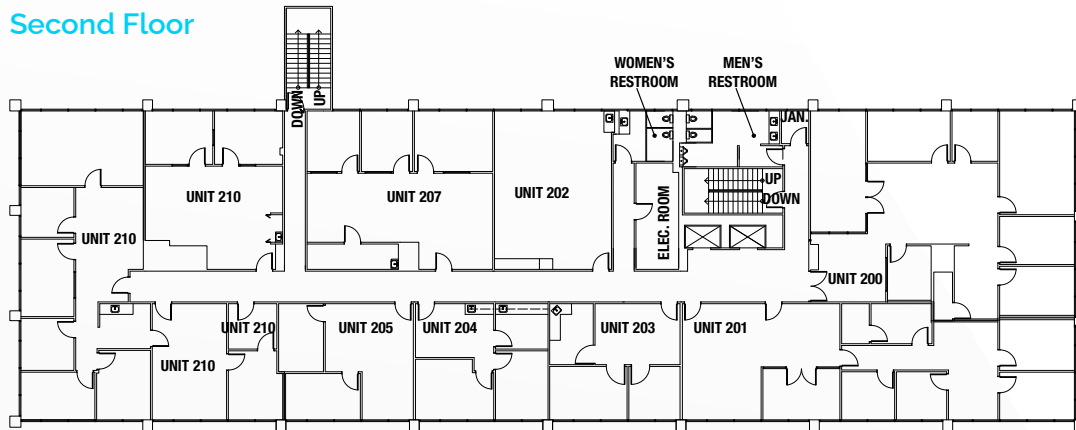 Second Floor
WOMEN'S
RESTROOM
MEN'S
RESTROOM
DOWN
UP
JAN.
UNIT 210
UNIT 207
UNIT 202
ELEC. ROOM
UP
DOWN
UNIT 210
UNIT 200
UNIT 210
UNIT 205
UNIT 204
UNIT 203
UNIT 201
UNIT 210